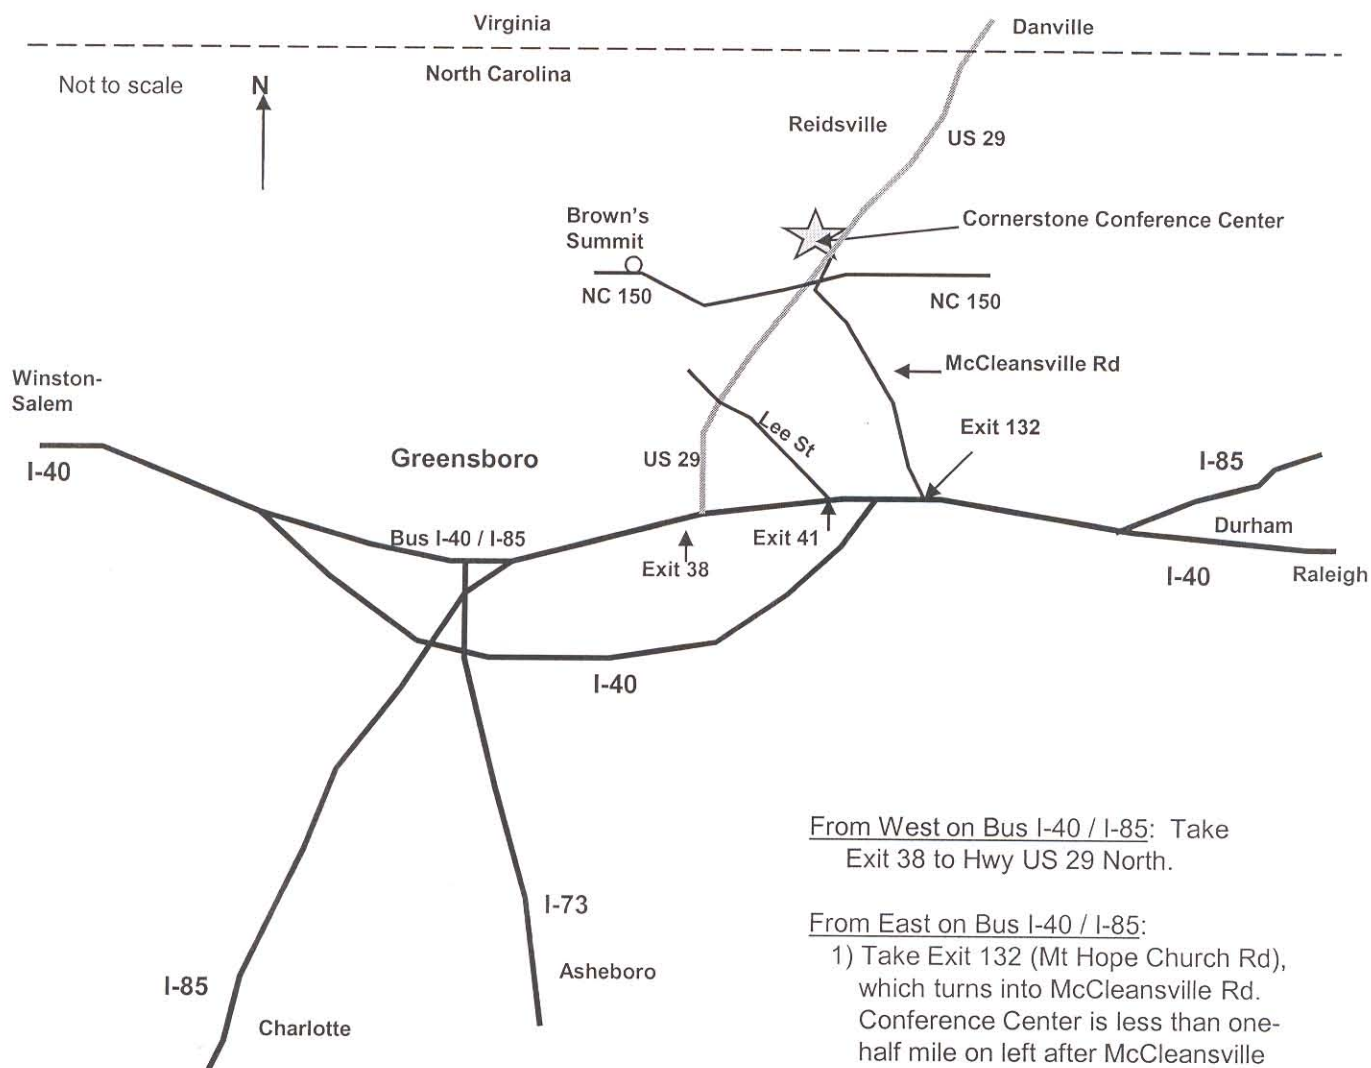 Virginia
Danville
North Carolina
Not to scale
N
Reidsville
US 29
Brown's
Summit
Cornerstone Conference Center
NC 150
NC 150
McCleansville Rd
Winston-
Salem
I-40
Greensboro
US 29
Lee St
Exit 132
I-85
Durham
Bus I-40 / I-85
Exit 41
Exit 38
I-40
Raleigh
I-40
From West on Bus I-40 / I-85: Take
Exit 38 to Hwy US 29 North.
I-73
Asheboro
I-85
Charlotte
From East on Bus I-40 / I-85:
1) Take Exit 132 (Mt Hope Church Rd),
which turns into McCleansville Rd.
Conference Center is less than one-
half mile on left after McCleansville